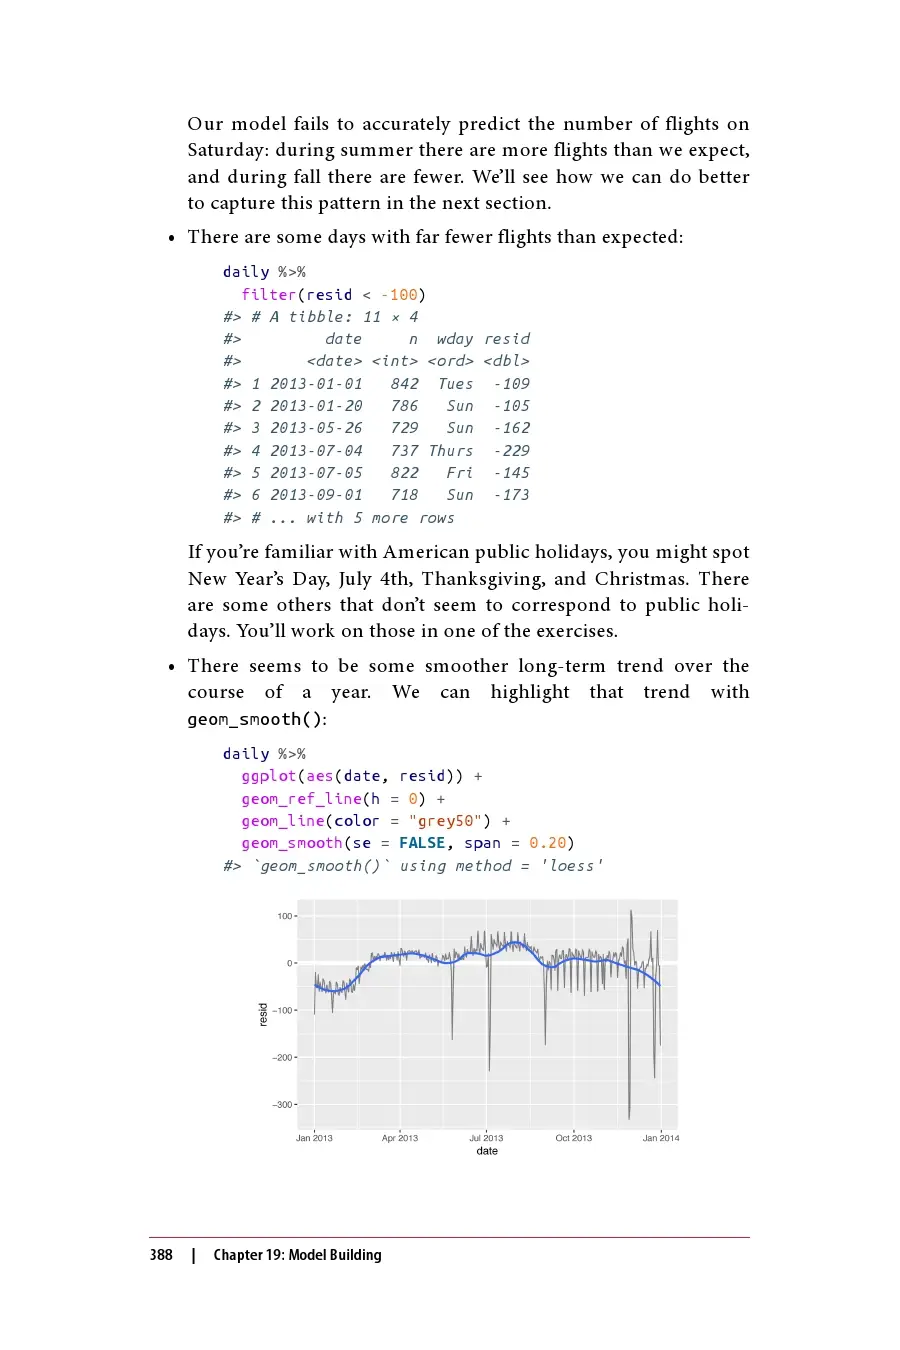 Our model fails to accurately predict the number of flights on
Saturday: during summer there are more flights than we expect,
and during fall there are fewer. We’ll see how we can do better
to capture this pattern in the next section.
• There are some days with far fewer flights than expected:
daily %>%
filter(resid < -100)
#> # A tibble: 11 × 4
#> date n wday resid
#> <date> <int> <ord> <dbl>
#> 1 2013-01-01 842 Tues -109
#> 2 2013-01-20 786 Sun -105
#> 3 2013-05-26 729 Sun -162
#> 4 2013-07-04 737 Thurs -229
#> 5 2013-07-05 822 Fri -145
#> 6 2013-09-01 718 Sun -173
#> # ... with 5 more rows
If you’re familiar with American public holidays, you might spot
New Year’s Day, July 4th, Thanksgiving, and Christmas. There
are some others that don’t seem to correspond to public holi-
days. You’ll work on those in one of the exercises.
• There seems to be some smoother long-term trend over the
course of a year. We can highlight that trend with
geom_smooth():
daily %>%
ggplot(aes(date, resid)) +
geom_ref_line(h = 0) +
geom_line(color = "grey50") +
geom_smooth(se = FALSE, span = 0.20)
#> `geom_smooth()` using method = 'loess'
100
0
−100
−200
−300
resid
Jan 2013 Apr 2013 Jul 2013 Oct 2013 Jan 2014
date
388 | Chapter 19: Model Building